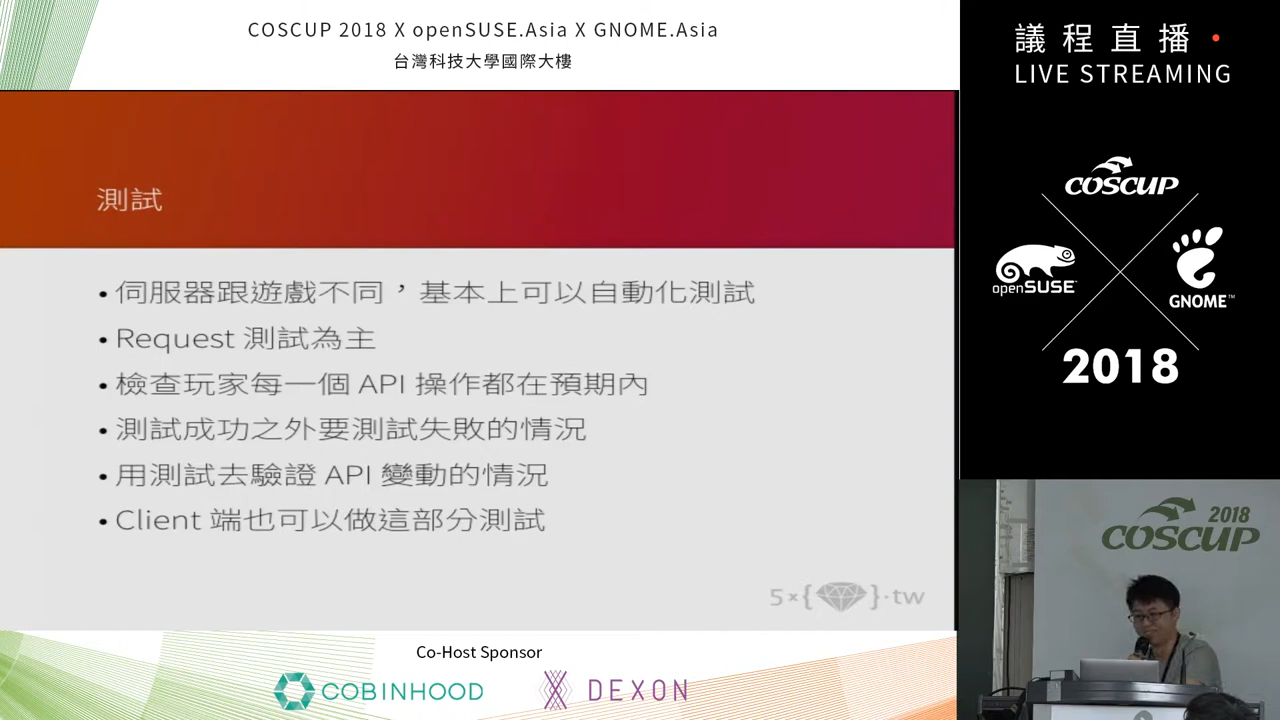 COSCUP 2018 X openSUSE.Asia X GNOME.Asia
台灣科技大學國際大樓
測試
• 伺服器跟遊戲不同，基本上可以自動化測試
• Request 測試為主
• 檢查玩家每一個 API 操作都在預期內
• 測試成功之外要測試失敗的情況
• 用測試去驗證 API 變動的情況
• Client 端也可以做這部分測試
5×{}·tw
Co-Host Sponsor
COBINHOOD
DEXON
議程直播
LIVE STREAMING
COSCUP
openSUSE
GNOME™
2018
2018
COSCUP